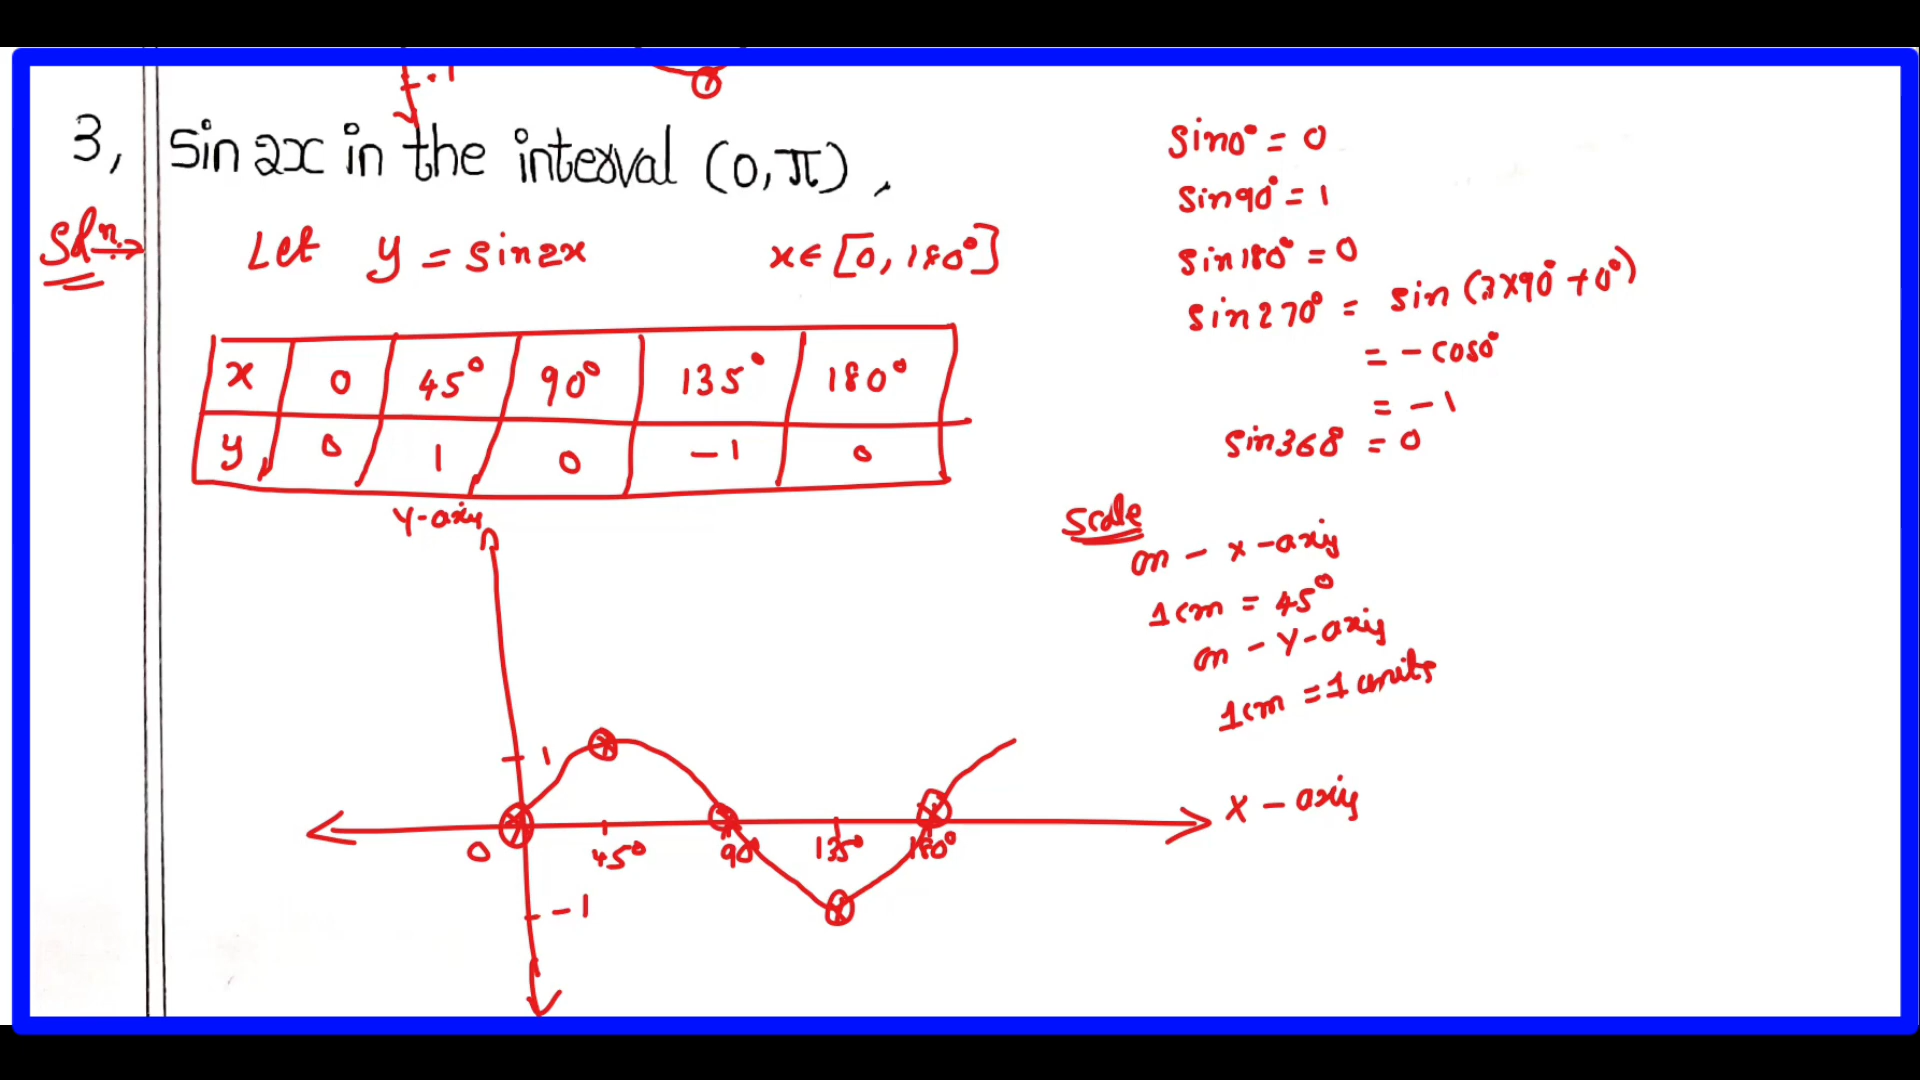 -1
3, Sin 2x in the interval (0,π),
Soln→ Let y = sin2x x∈ [0, 180°]
x 0 45° 90° 135° 180°
y 0 1 0 -1 0
sin0° = 0
sin90° = 1
sin180° = 0
sin270° = sin (3x90° + 0°)
= - cos0°
= -1
sin360 = 0
Scale
on - x-axis
1cm = 45°
on - Y-axis
1cm = 1 units
Y-axis
1
0 45° 90° 135° 180°
-1
X - axis